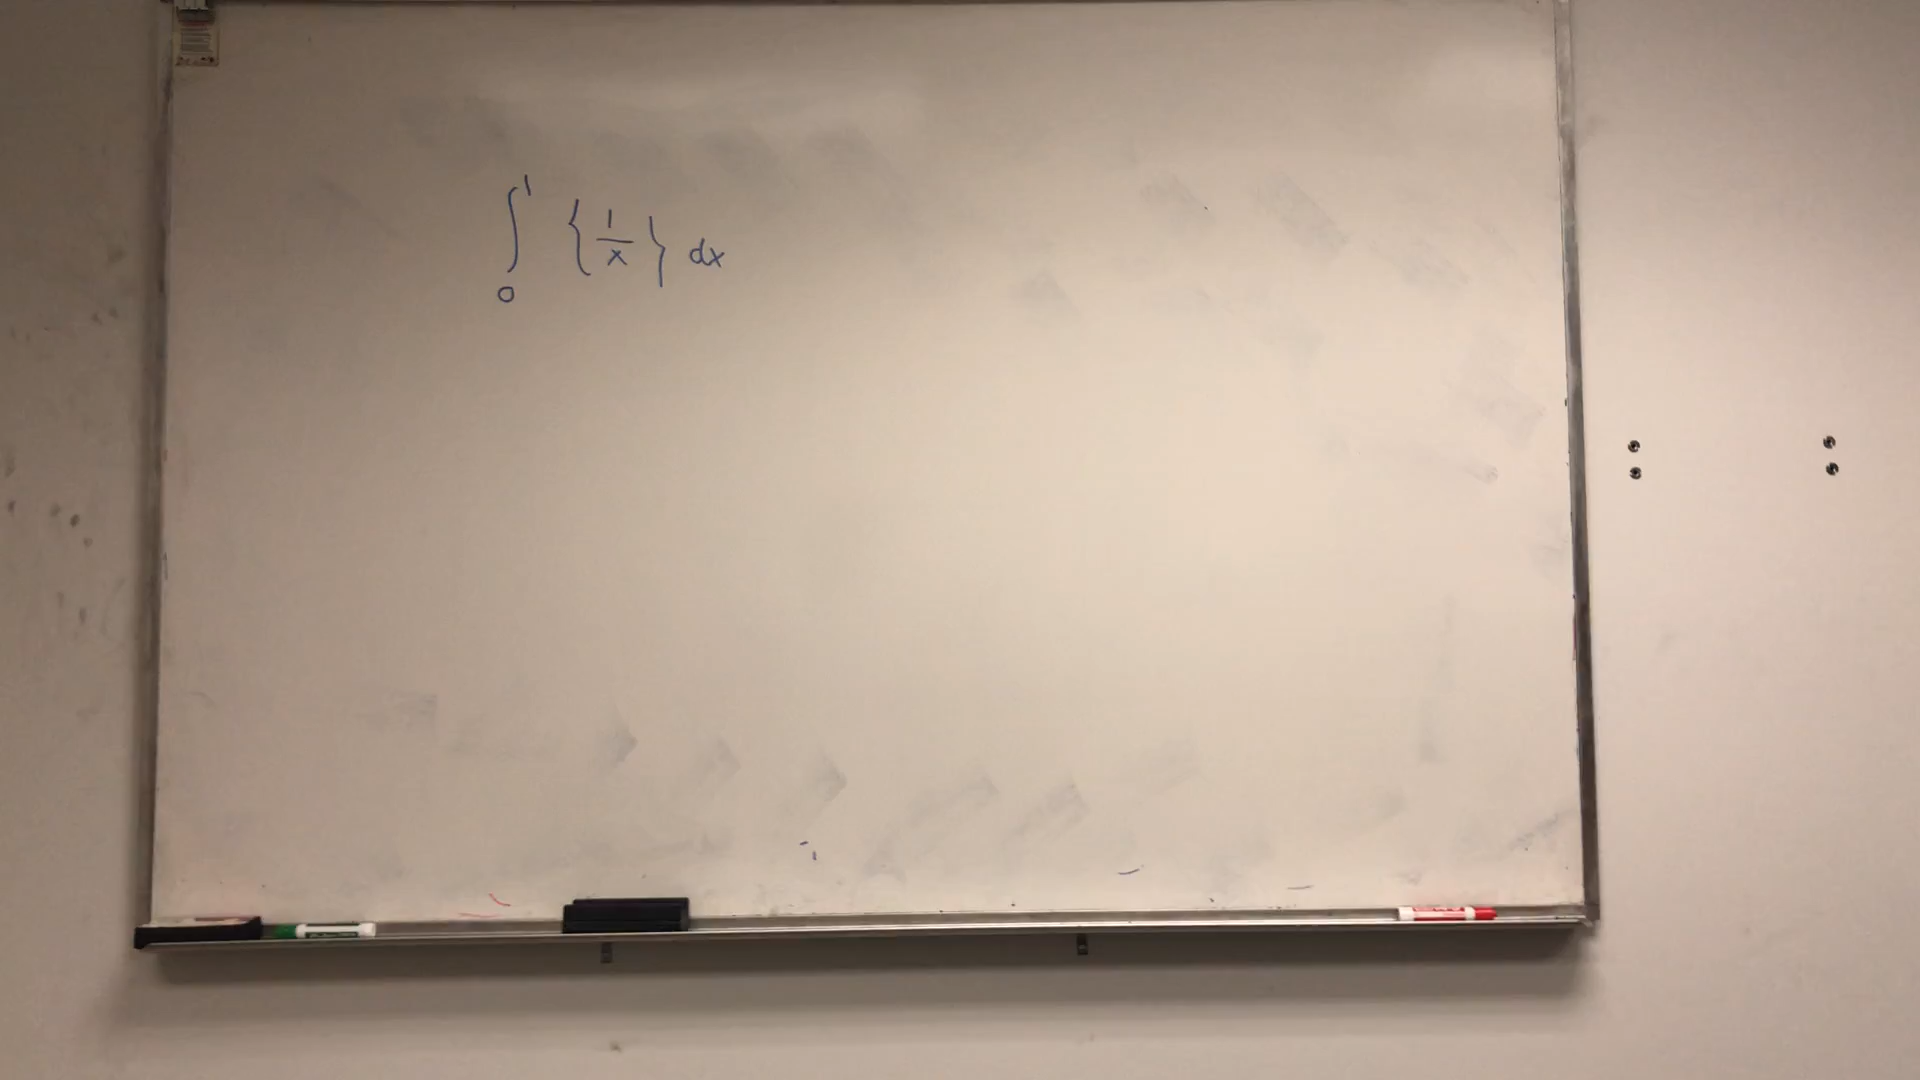 ∫₀¹ {1/x} dx